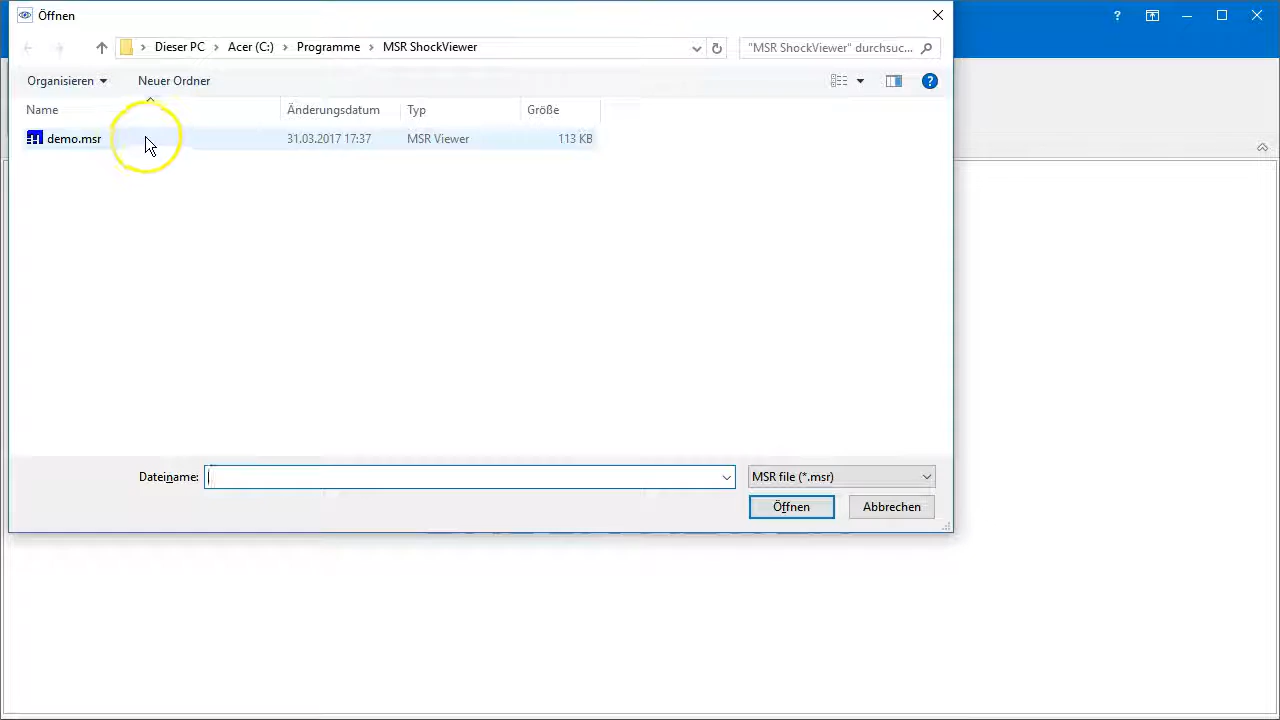 Öffnen
?
Dieser PC > Acer (C:) > Programme > MSR ShockViewer
"MSR ShockViewer" durchsuc...
Organisieren Neuer Ordner
?
Name Änderungsdatum Typ Größe
demo.msr 31.03.2017 17:37 MSR Viewer 113 KB
Dateiname: MSR file (*.msr)
Öffnen Abbrechen